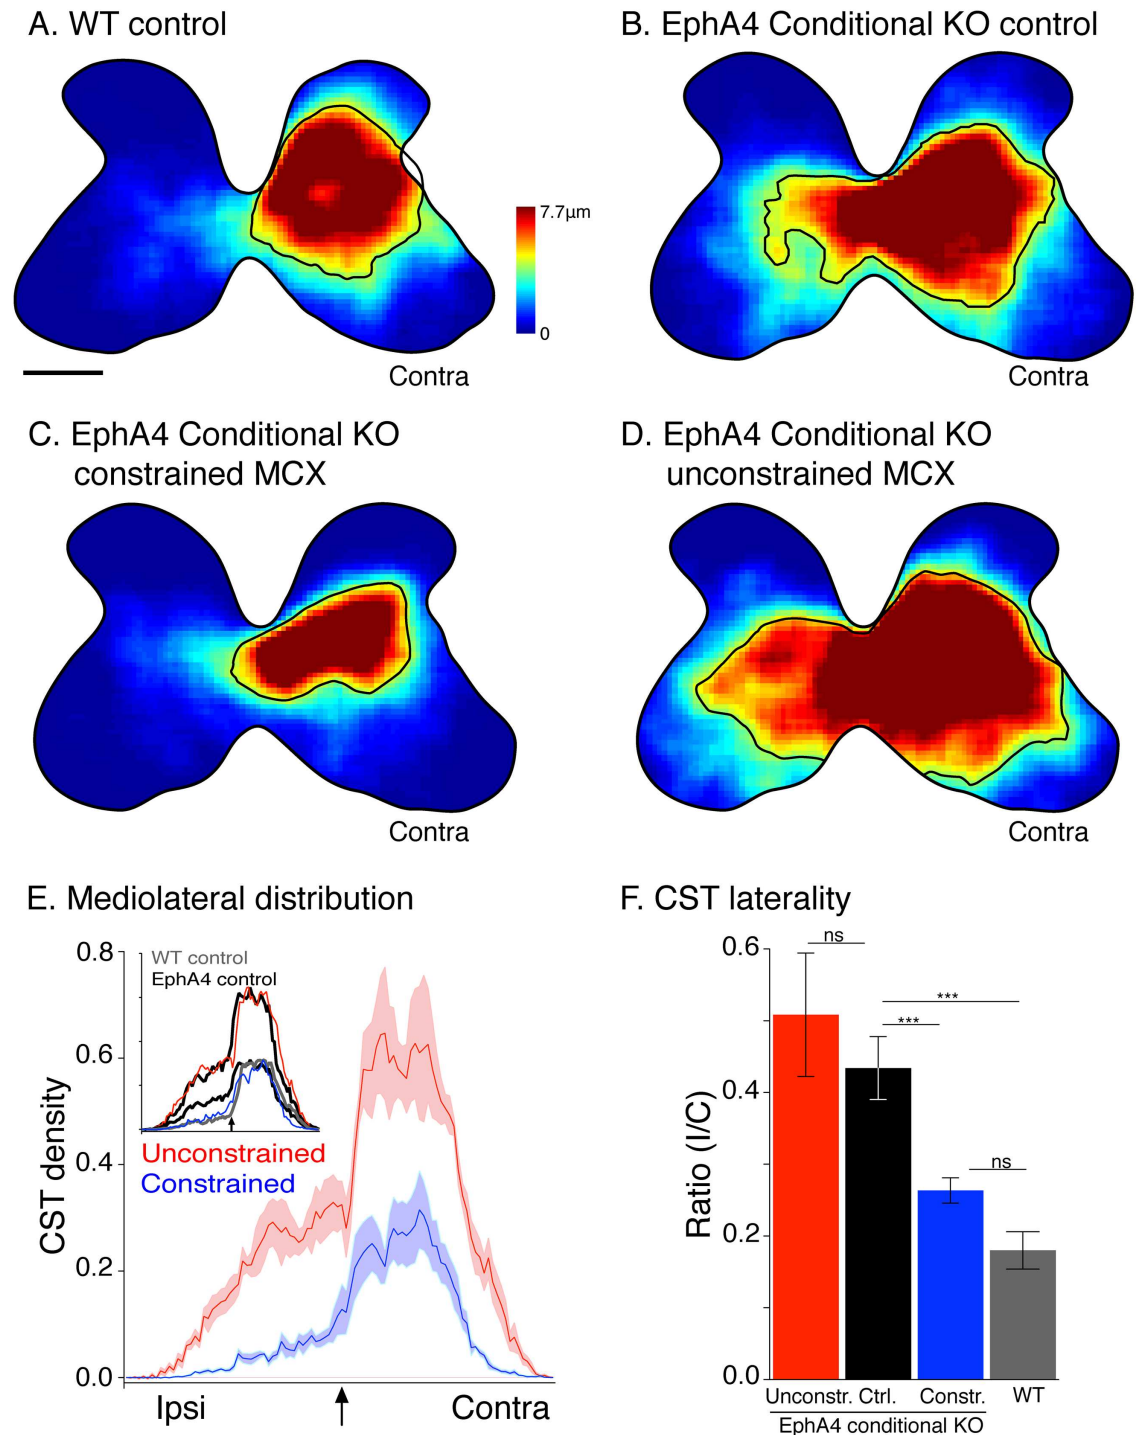 A. WT control
B. EphA4 Conditional KO control
7.7µm
0
Contra
Contra
C. EphA4 Conditional KO
constrained MCX
D. EphA4 Conditional KO
unconstrained MCX
Contra
Contra
E. Mediolateral distribution
F. CST laterality
0.8
0.6
0.4
0.2
0.0
CST density
WT control
EphA4 control
Unconstrained
Constrained
Ipsi
Contra
0.6
0.4
0.2
0.0
Ratio (I/C)
ns
***
***
ns
Unconstr. Ctrl. Constr. WT
EphA4 conditional KO